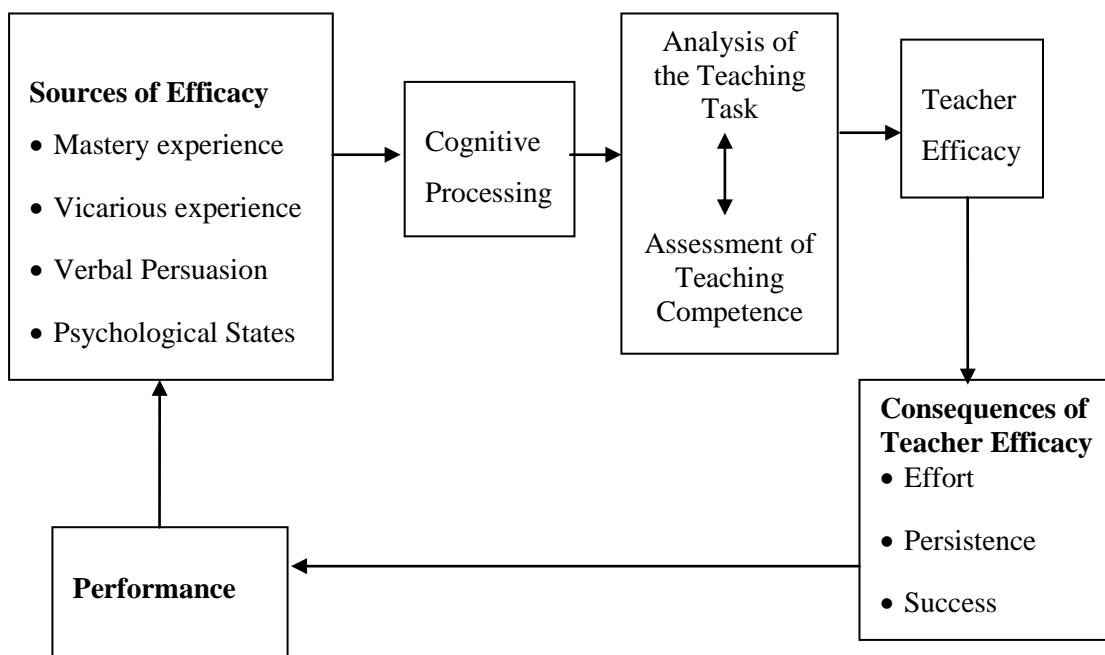 Sources of Efficacy
• Mastery experience
• Vicarious experience
• Verbal Persuasion
• Psychological States
Cognitive
Processing
Analysis of
the Teaching
Task
Assessment of
Teaching
Competence
Teacher
Efficacy
Consequences of
Teacher Efficacy
• Effort
• Persistence
• Success
Performance